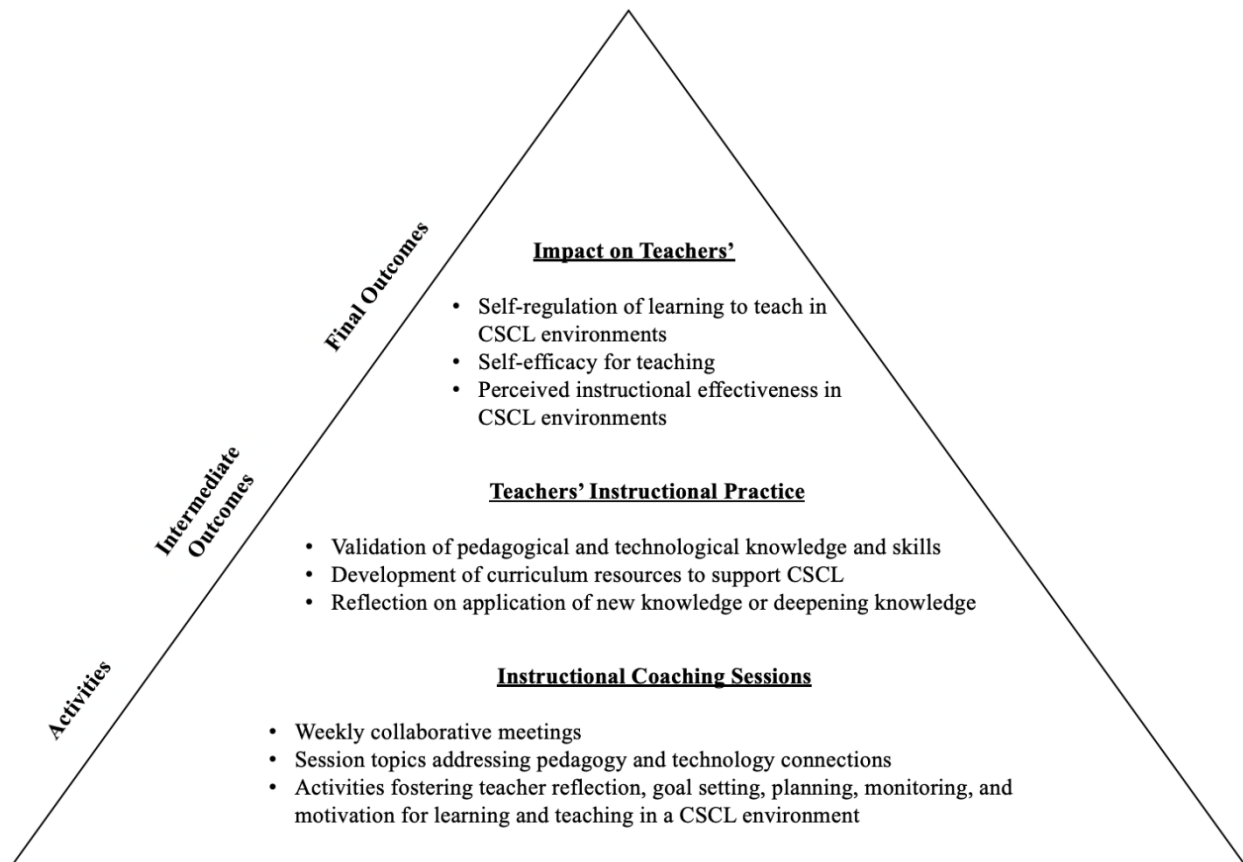 Final Outcomes
Impact on Teachers'
• Self-regulation of learning to teach in
CSCL environments
• Self-efficacy for teaching
• Perceived instructional effectiveness in
CSCL environments
Intermediate
Outcomes
Teachers' Instructional Practice
• Validation of pedagogical and technological knowledge and skills
• Development of curriculum resources to support CSCL
• Reflection on application of new knowledge or deepening knowledge
Activities
Instructional Coaching Sessions
• Weekly collaborative meetings
• Session topics addressing pedagogy and technology connections
• Activities fostering teacher reflection, goal setting, planning, monitoring, and
motivation for learning and teaching in a CSCL environment